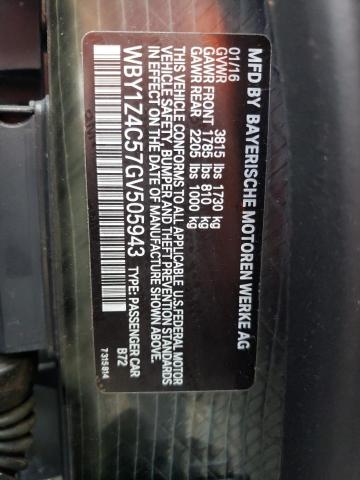 MFD BY BAYERISCHE MOTOREN WERKE AG
01/16
GVWR 3815 lbs 1730 kg
GAWR FRONT 1785 lbs 810 kg
GAWR REAR 2205 lbs 1000 kg
THIS VEHICLE CONFORMS TO ALL APPLICABLE U.S. FEDERAL MOTOR
VEHICLE SAFETY, BUMPER AND THEFT PREVENTION STANDARDS
IN EFFECT ON THE DATE OF MANUFACTURE SHOWN ABOVE.
WBY1Z4C57GV505943 TYPE: PASSENGER CAR
B72
7315814